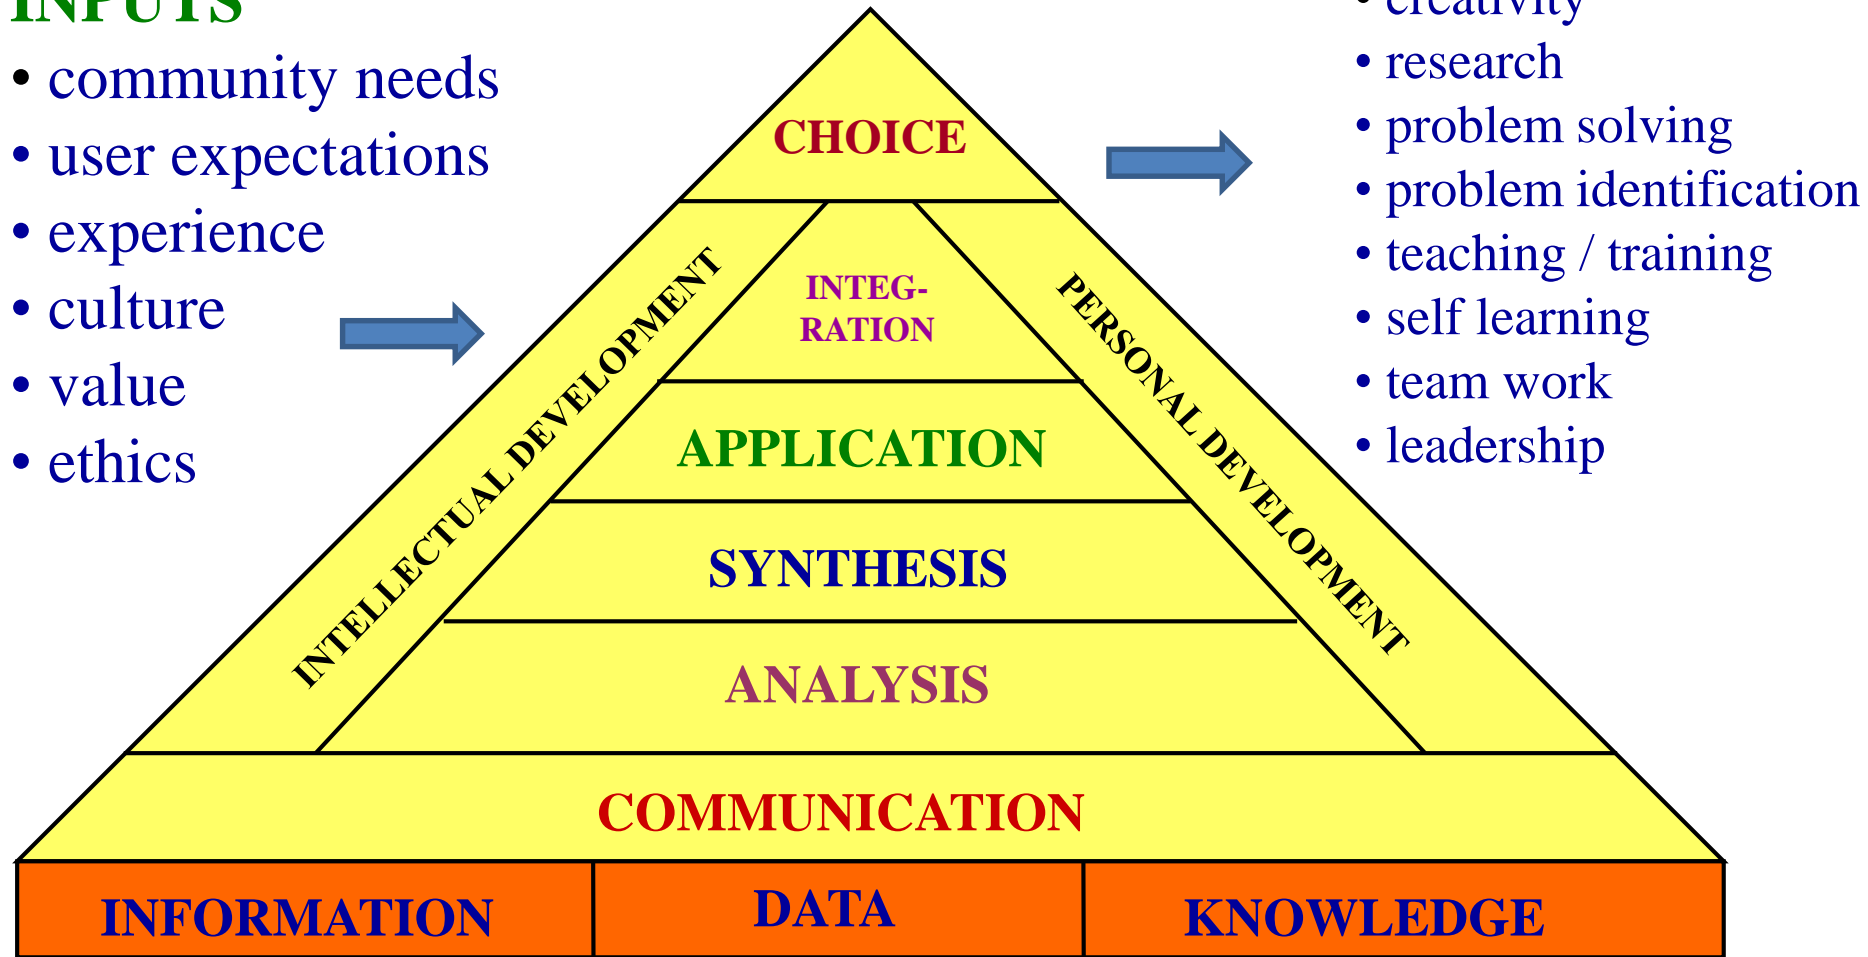 INPUTS
• community needs
• user expectations
• experience
• culture
• value
• ethics
CHOICE
INTEG-
RATION
APPLICATION
SYNTHESIS
ANALYSIS
INTELLECTUAL DEVELOPMENT
PERSONAL DEVELOPMENT
COMMUNICATION
INFORMATION
DATA
KNOWLEDGE
• creativity
• research
• problem solving
• problem identification
• teaching / training
• self learning
• team work
• leadership